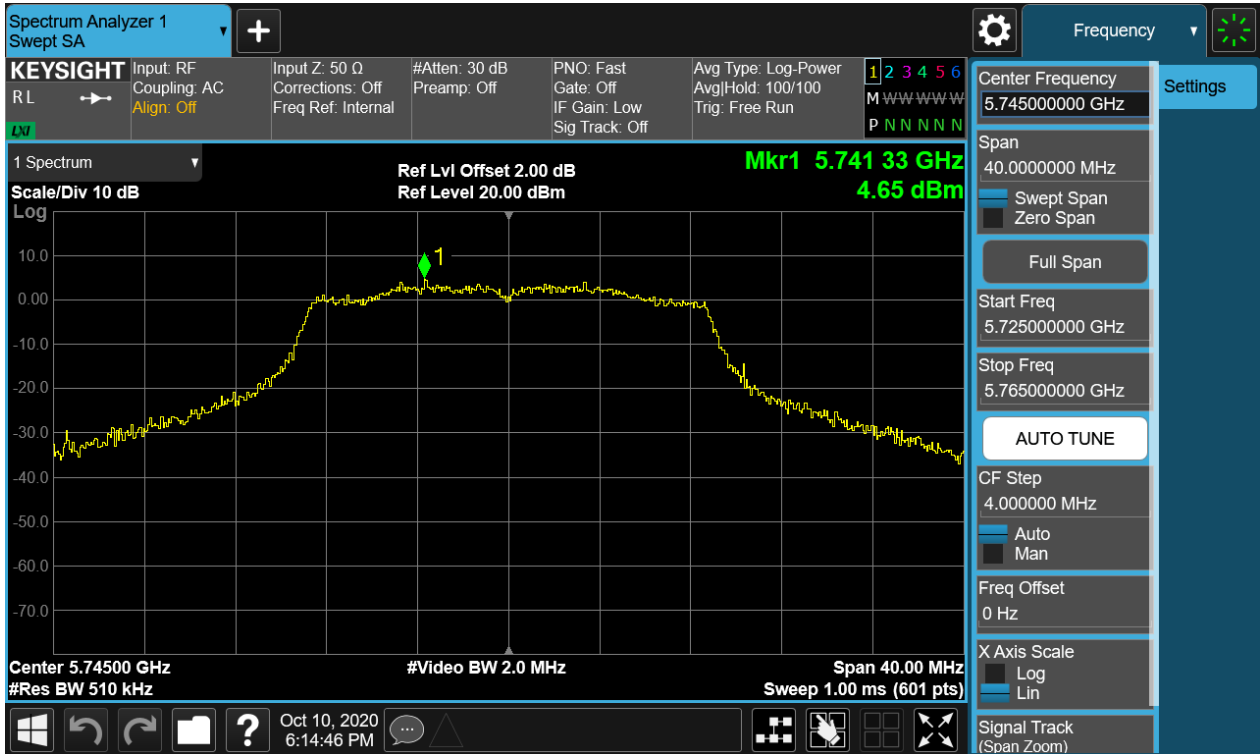 Spectrum Analyzer 1
Swept SA
Frequency
KEYSIGHT
R L
LXI
Input: RF
Coupling: AC
Align: Off
Input Z: 50 Ω
Corrections: Off
Freq Ref: Internal
#Atten: 30 dB
Preamp: Off
PNO: Fast
Gate: Off
IF Gain: Low
Sig Track: Off
Avg Type: Log-Power
Avg|Hold: 100/100
Trig: Free Run
1 2 3 4 5 6
M W W W W W
P N N N N N
1 Spectrum
Scale/Div 10 dB
Log
Ref Lvl Offset 2.00 dB
Ref Level 20.00 dBm
Mkr1 5.741 33 GHz
4.65 dBm
1
10.0
0.00
-10.0
-20.0
-30.0
-40.0
-50.0
-60.0
-70.0
Center 5.74500 GHz
#Video BW 2.0 MHz
Span 40.00 MHz
#Res BW 510 kHz
Sweep 1.00 ms (601 pts)
Center Frequency
5.745000000 GHz
Settings
Span
40.0000000 MHz
Swept Span
Zero Span
Full Span
Start Freq
5.725000000 GHz
Stop Freq
5.765000000 GHz
AUTO TUNE
CF Step
4.000000 MHz
Auto
Man
Freq Offset
0 Hz
X Axis Scale
Log
Lin
Signal Track
(Span Zoom)
?
Oct 10, 2020
6:14:46 PM